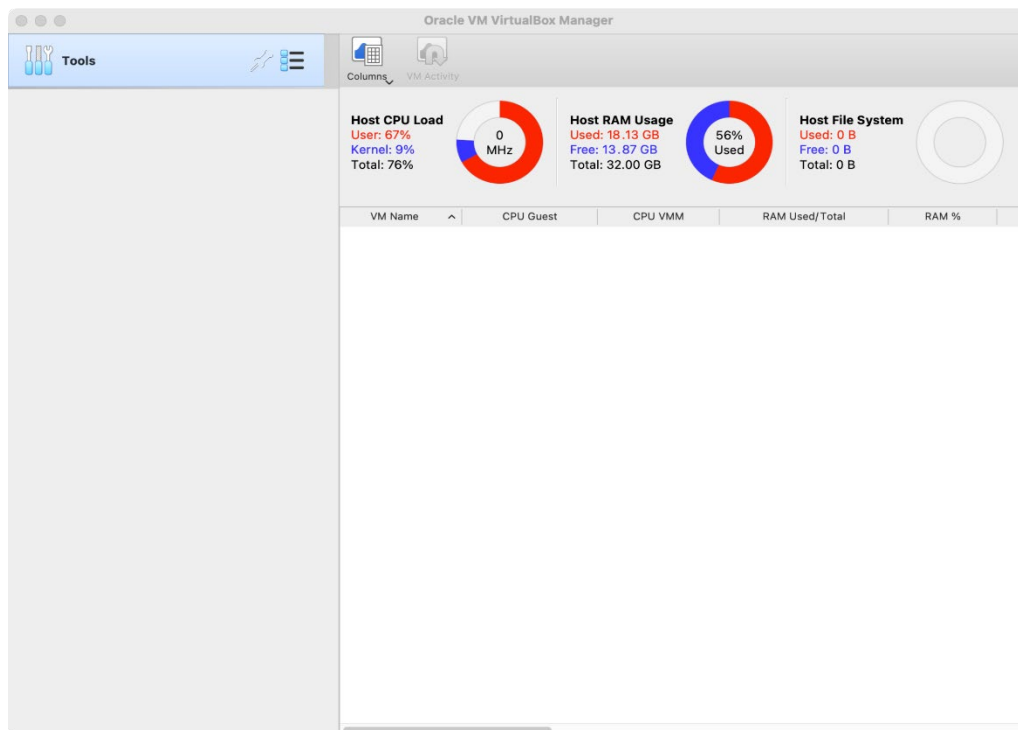 Oracle VM VirtualBox Manager
Tools
Columns VM Activity
Host CPU Load
User: 67%
Kernel: 9%
Total: 76%
0
MHz
Host RAM Usage
Used: 18.13 GB
Free: 13.87 GB
Total: 32.00 GB
56%
Used
Host File System
Used: 0 B
Free: 0 B
Total: 0 B
VM Name CPU Guest CPU VMM RAM Used/Total RAM %